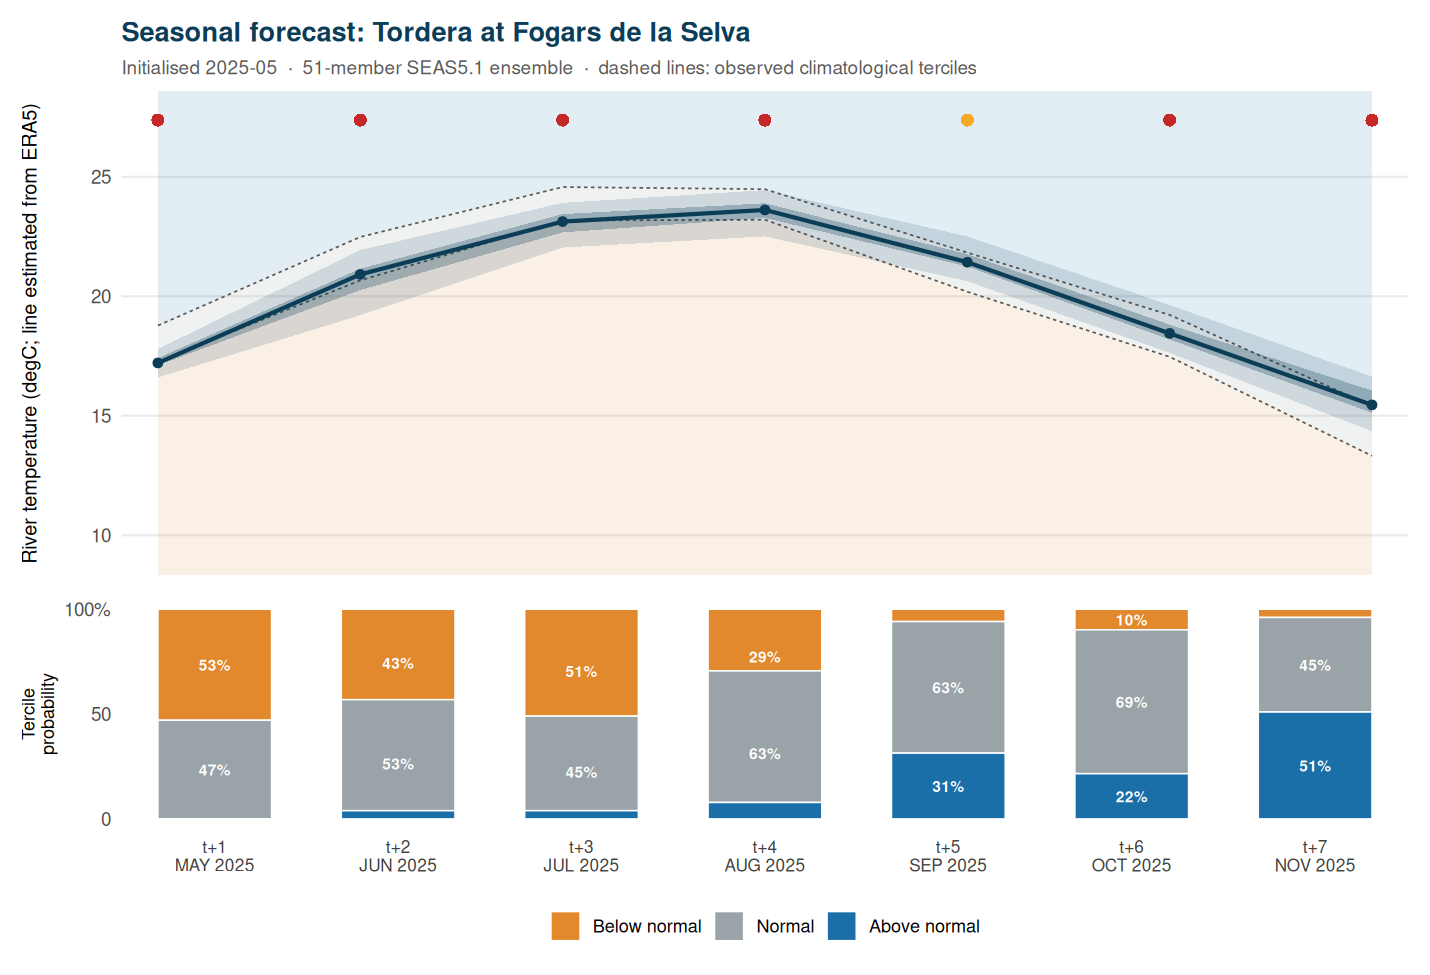 Seasonal forecast: Tordera at Fogars de la Selva
Initialised 2025-05 · 51-member SEAS5.1 ensemble · dashed lines: observed climatological terciles
River temperature (degC; line estimated from ERA5)
25
20
15
10
Tercile
probability
100%
50
0
53%
43%
51%
29%
10%
47%
53%
45%
63%
63%
69%
45%
31%
22%
51%
t+1
MAY 2025
t+2
JUN 2025
t+3
JUL 2025
t+4
AUG 2025
t+5
SEP 2025
t+6
OCT 2025
t+7
NOV 2025
Below normal
Normal
Above normal